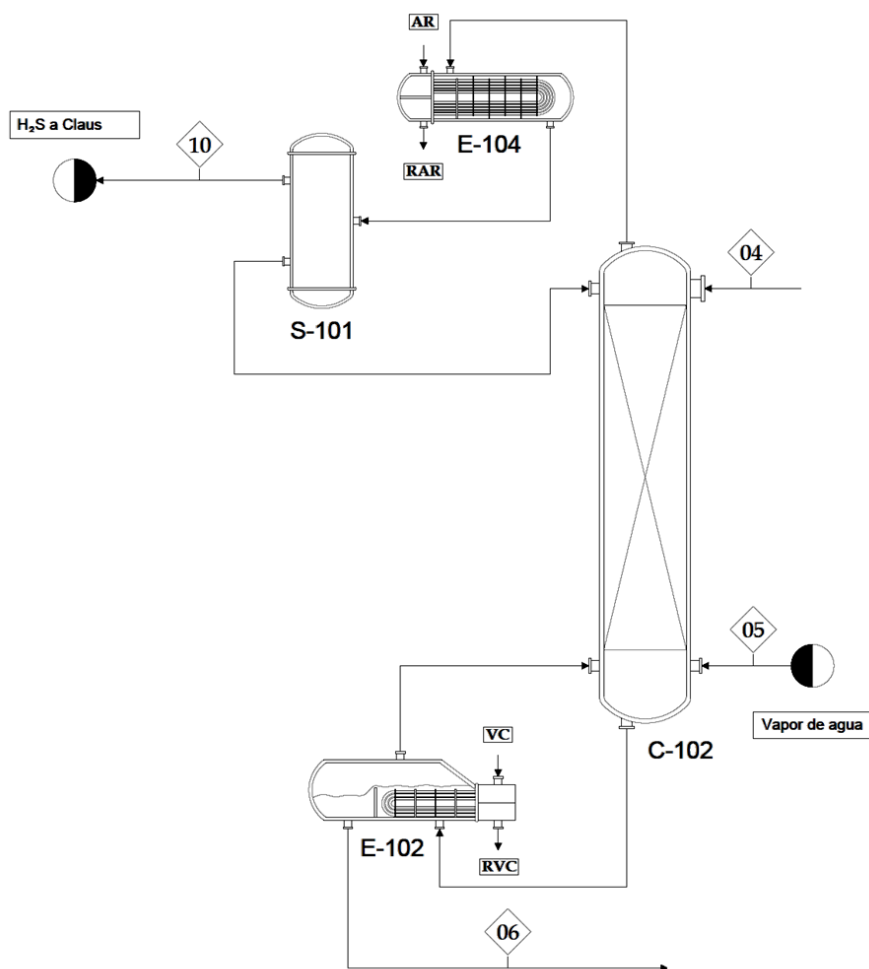 AR
H₂S a Claus
10
E-104
RAR
04
S-101
05
VC
Vapor de agua
C-102
E-102
RVC
06